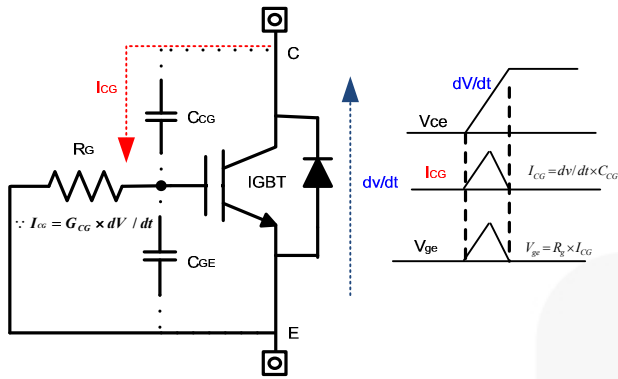 C
ICG
CCG
RG
IGBT
dv/dt
∵ ICG = GCG × dV / dt
CGE
E
dV/dt
Vce
ICG
ICG = dv/dt×CCG
Vge
Vge = Rg × ICG